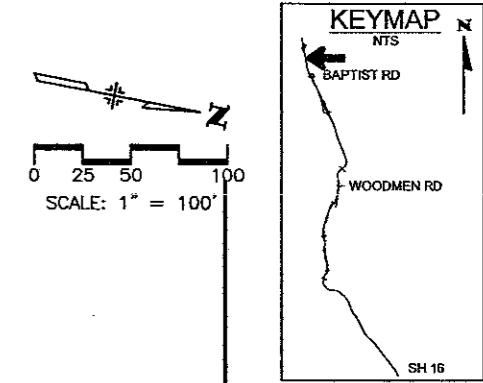 N
0 25 50 100
SCALE: 1" = 100'
KEYMAP
NTS
N
BAPTIST RD
WOODMEN RD
SH 16